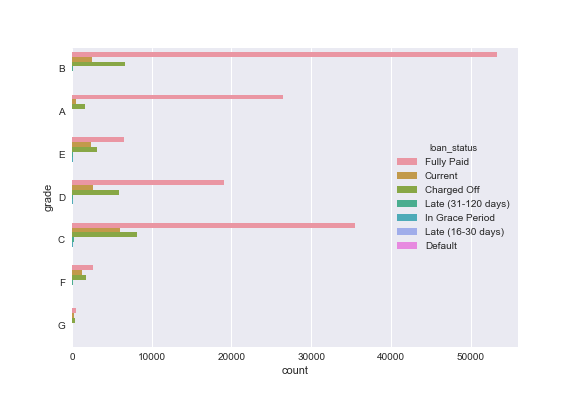 B
A
E
D
C
F
G
grade
0 10000 20000 30000 40000 50000
count
loan_status
Fully Paid
Current
Charged Off
Late (31-120 days)
In Grace Period
Late (16-30 days)
Default